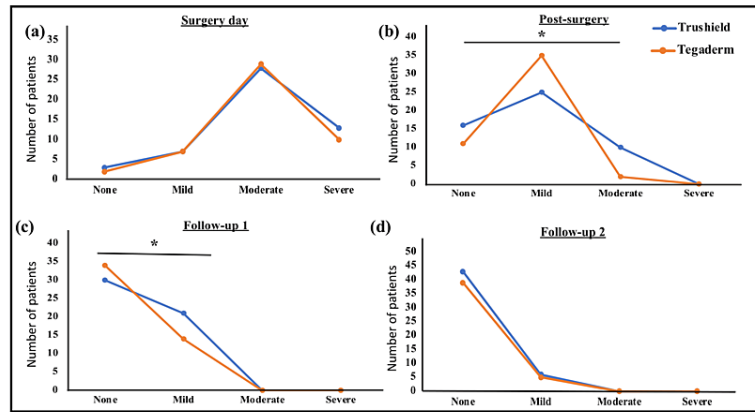 (a)
Surgery day
Number of patients
35
30
25
20
15
10
5
0
None Mild Moderate Severe
(b)
Post-surgery
*
Trushield
Tegaderm
Number of patients
40
35
30
25
20
15
10
5
0
None Mild Moderate Severe
(c)
Follow-up 1
*
Number of patients
40
35
30
25
20
15
10
5
0
None Mild Moderate Severe
(d)
Follow-up 2
Number of patients
50
45
40
35
30
25
20
15
10
5
0
None Mild Moderate Severe